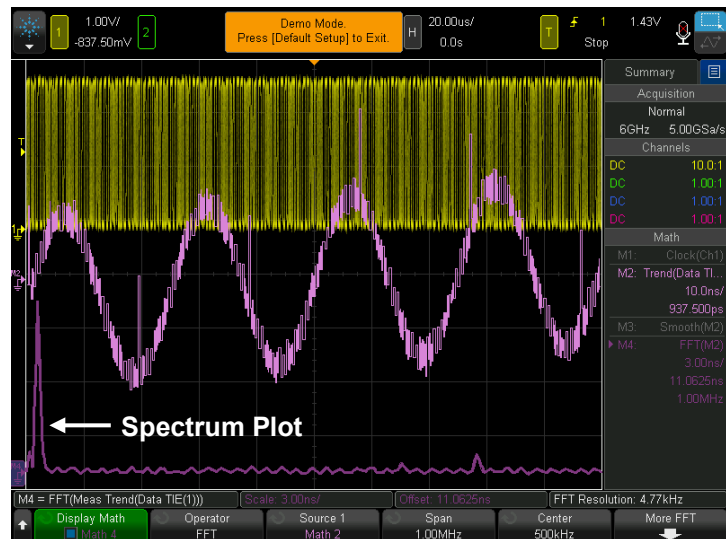 1
1.00V/
-837.50mV
2
Demo Mode.
Press [Default Setup] to Exit.
H
20.00us/
0.0s
T
1
1.43V
Stop
Summary
Acquisition
Normal
6GHz 5.00GSa/s
Channels
DC 10.0:1
DC 1.00:1
DC 1.00:1
DC 1.00:1
Math
M1: Clock(Ch1)
M2: Trend(Data TI...
10.0ns/
937.500ps
M3: Smooth(M2)
M4: FFT(M2)
3.00ns/
11.0625ns
1.00MHz
T
1
M2
Spectrum Plot
M4
M4 = FFT(Meas Trend(Data TIE(1)))
Scale: 3.00ns/
Offset: 11.0625ns
FFT Resolution: 4.77kHz
Display Math
Math 4
Operator
FFT
Source 1
Math 2
Span
1.00MHz
Center
500kHz
More FFT